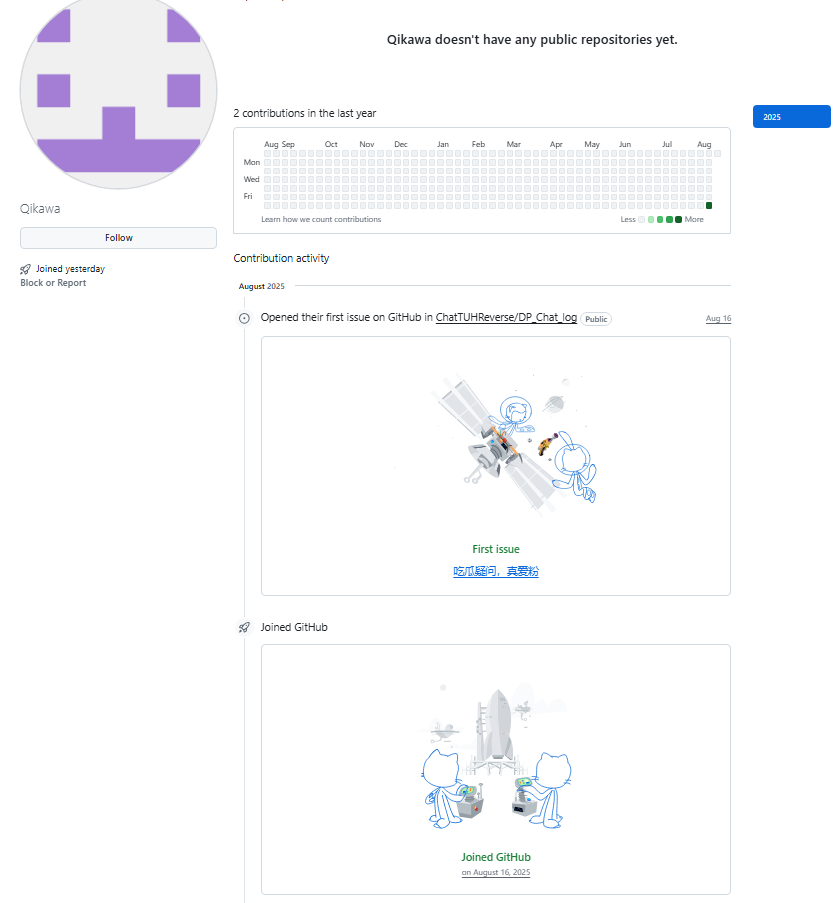 Qikawa doesn't have any public repositories yet.
2 contributions in the last year
2025
Aug Sep Oct Nov Dec Jan Feb Mar Apr May Jun Jul Aug
Mon
Wed
Fri
Learn how we count contributions
Less More
Qikawa
Follow
Joined yesterday
Block or Report
Contribution activity
August 2025
Opened their first issue on GitHub in ChatTUHReverse/DP_Chat_log Public Aug 16
First issue
吃瓜疑问，真爱粉
Joined GitHub
Joined GitHub
on August 16, 2025